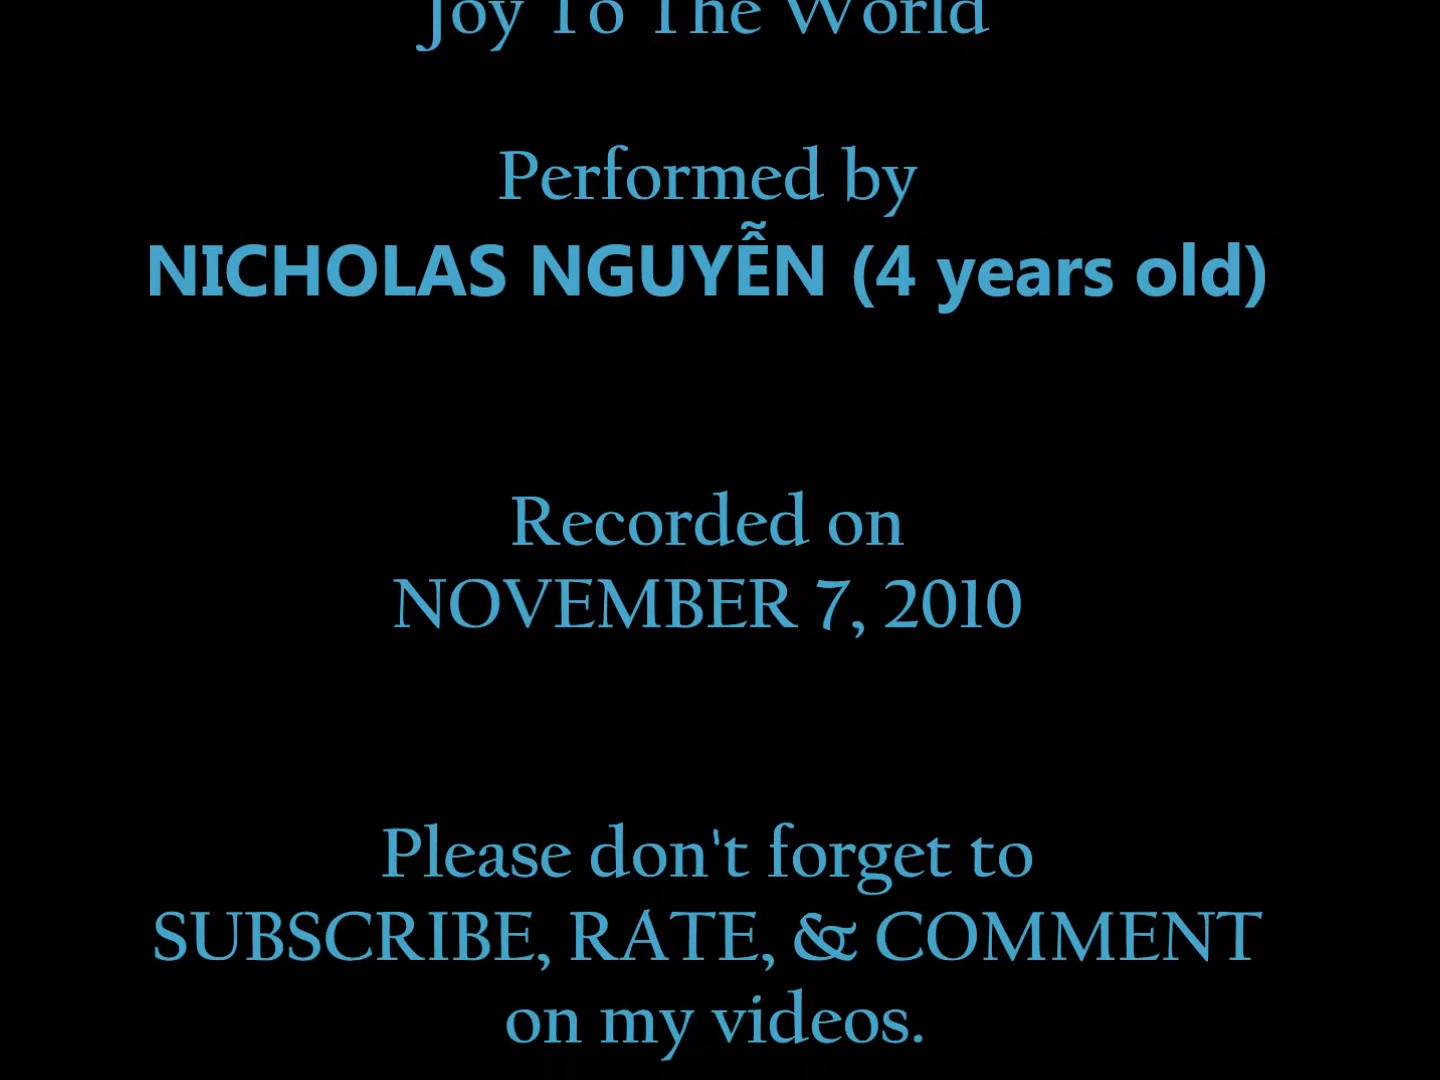 Joy To The World
Performed by
NICHOLAS NGUYỄN (4 years old)
Recorded on
NOVEMBER 7, 2010
Please don't forget to
SUBSCRIBE, RATE, & COMMENT
on my videos.